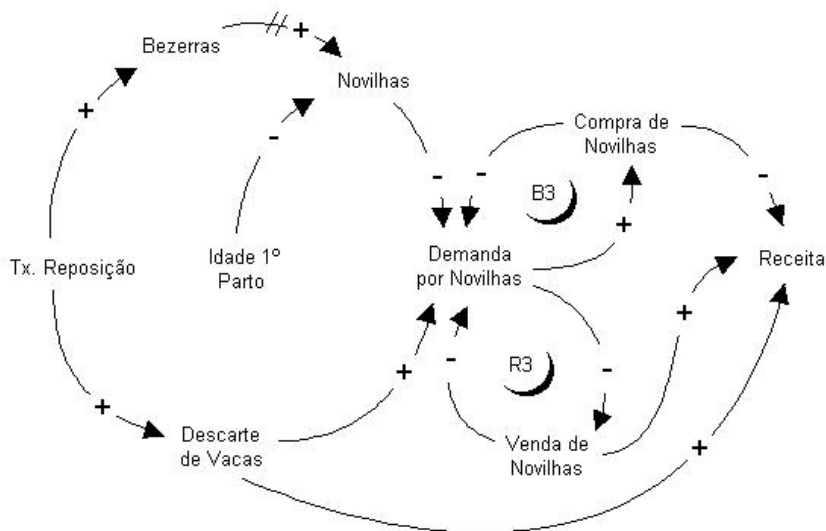 Bezerras
//
+
Novilhas
+
-
Compra de
Novilhas
-
-
-
B3
+
Tx. Reposição
Idade 1º
Parto
Demanda
por Novilhas
Receita
+
-
R3
-
+
+
Descarte
de Vacas
Venda de
Novilhas
+